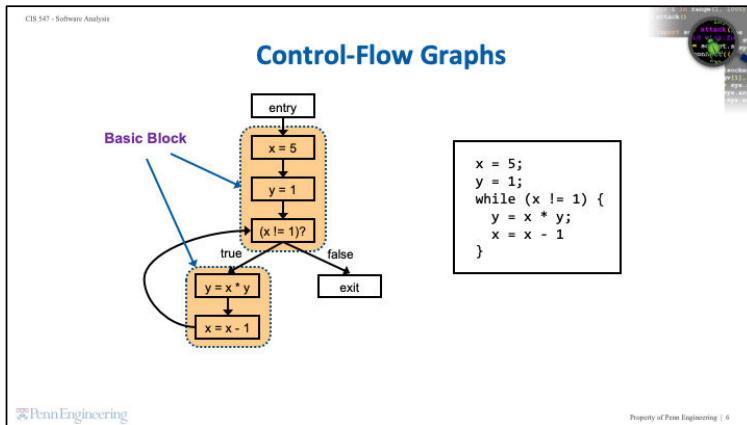 CIS 547 - Software Analysis
Control-Flow Graphs
entry
Basic Block
x = 5
y = 1
(x != 1)?
true
false
y = x * y
exit
x = x - 1
x = 5;
y = 1;
while (x != 1) {
y = x * y;
x = x - 1
}
attack()
Penn Engineering
Property of Penn Engineering | 6